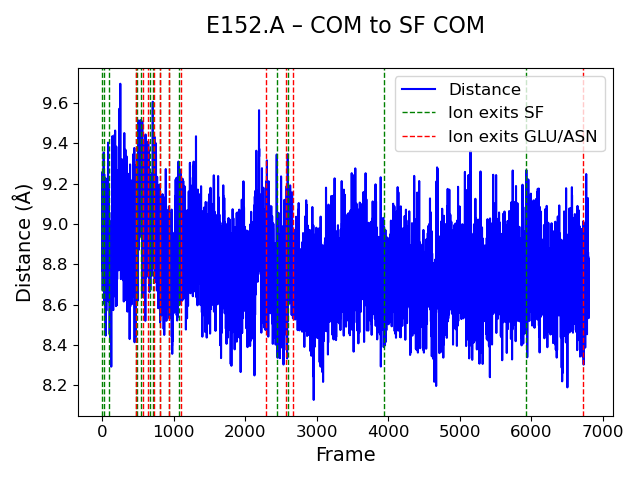 E152.A – COM to SF COM
Distance (Å)
9.6
9.4
9.2
9.0
8.8
8.6
8.4
8.2
Distance
Ion exits SF
Ion exits GLU/ASN
0 1000 2000 3000 4000 5000 6000 7000
Frame